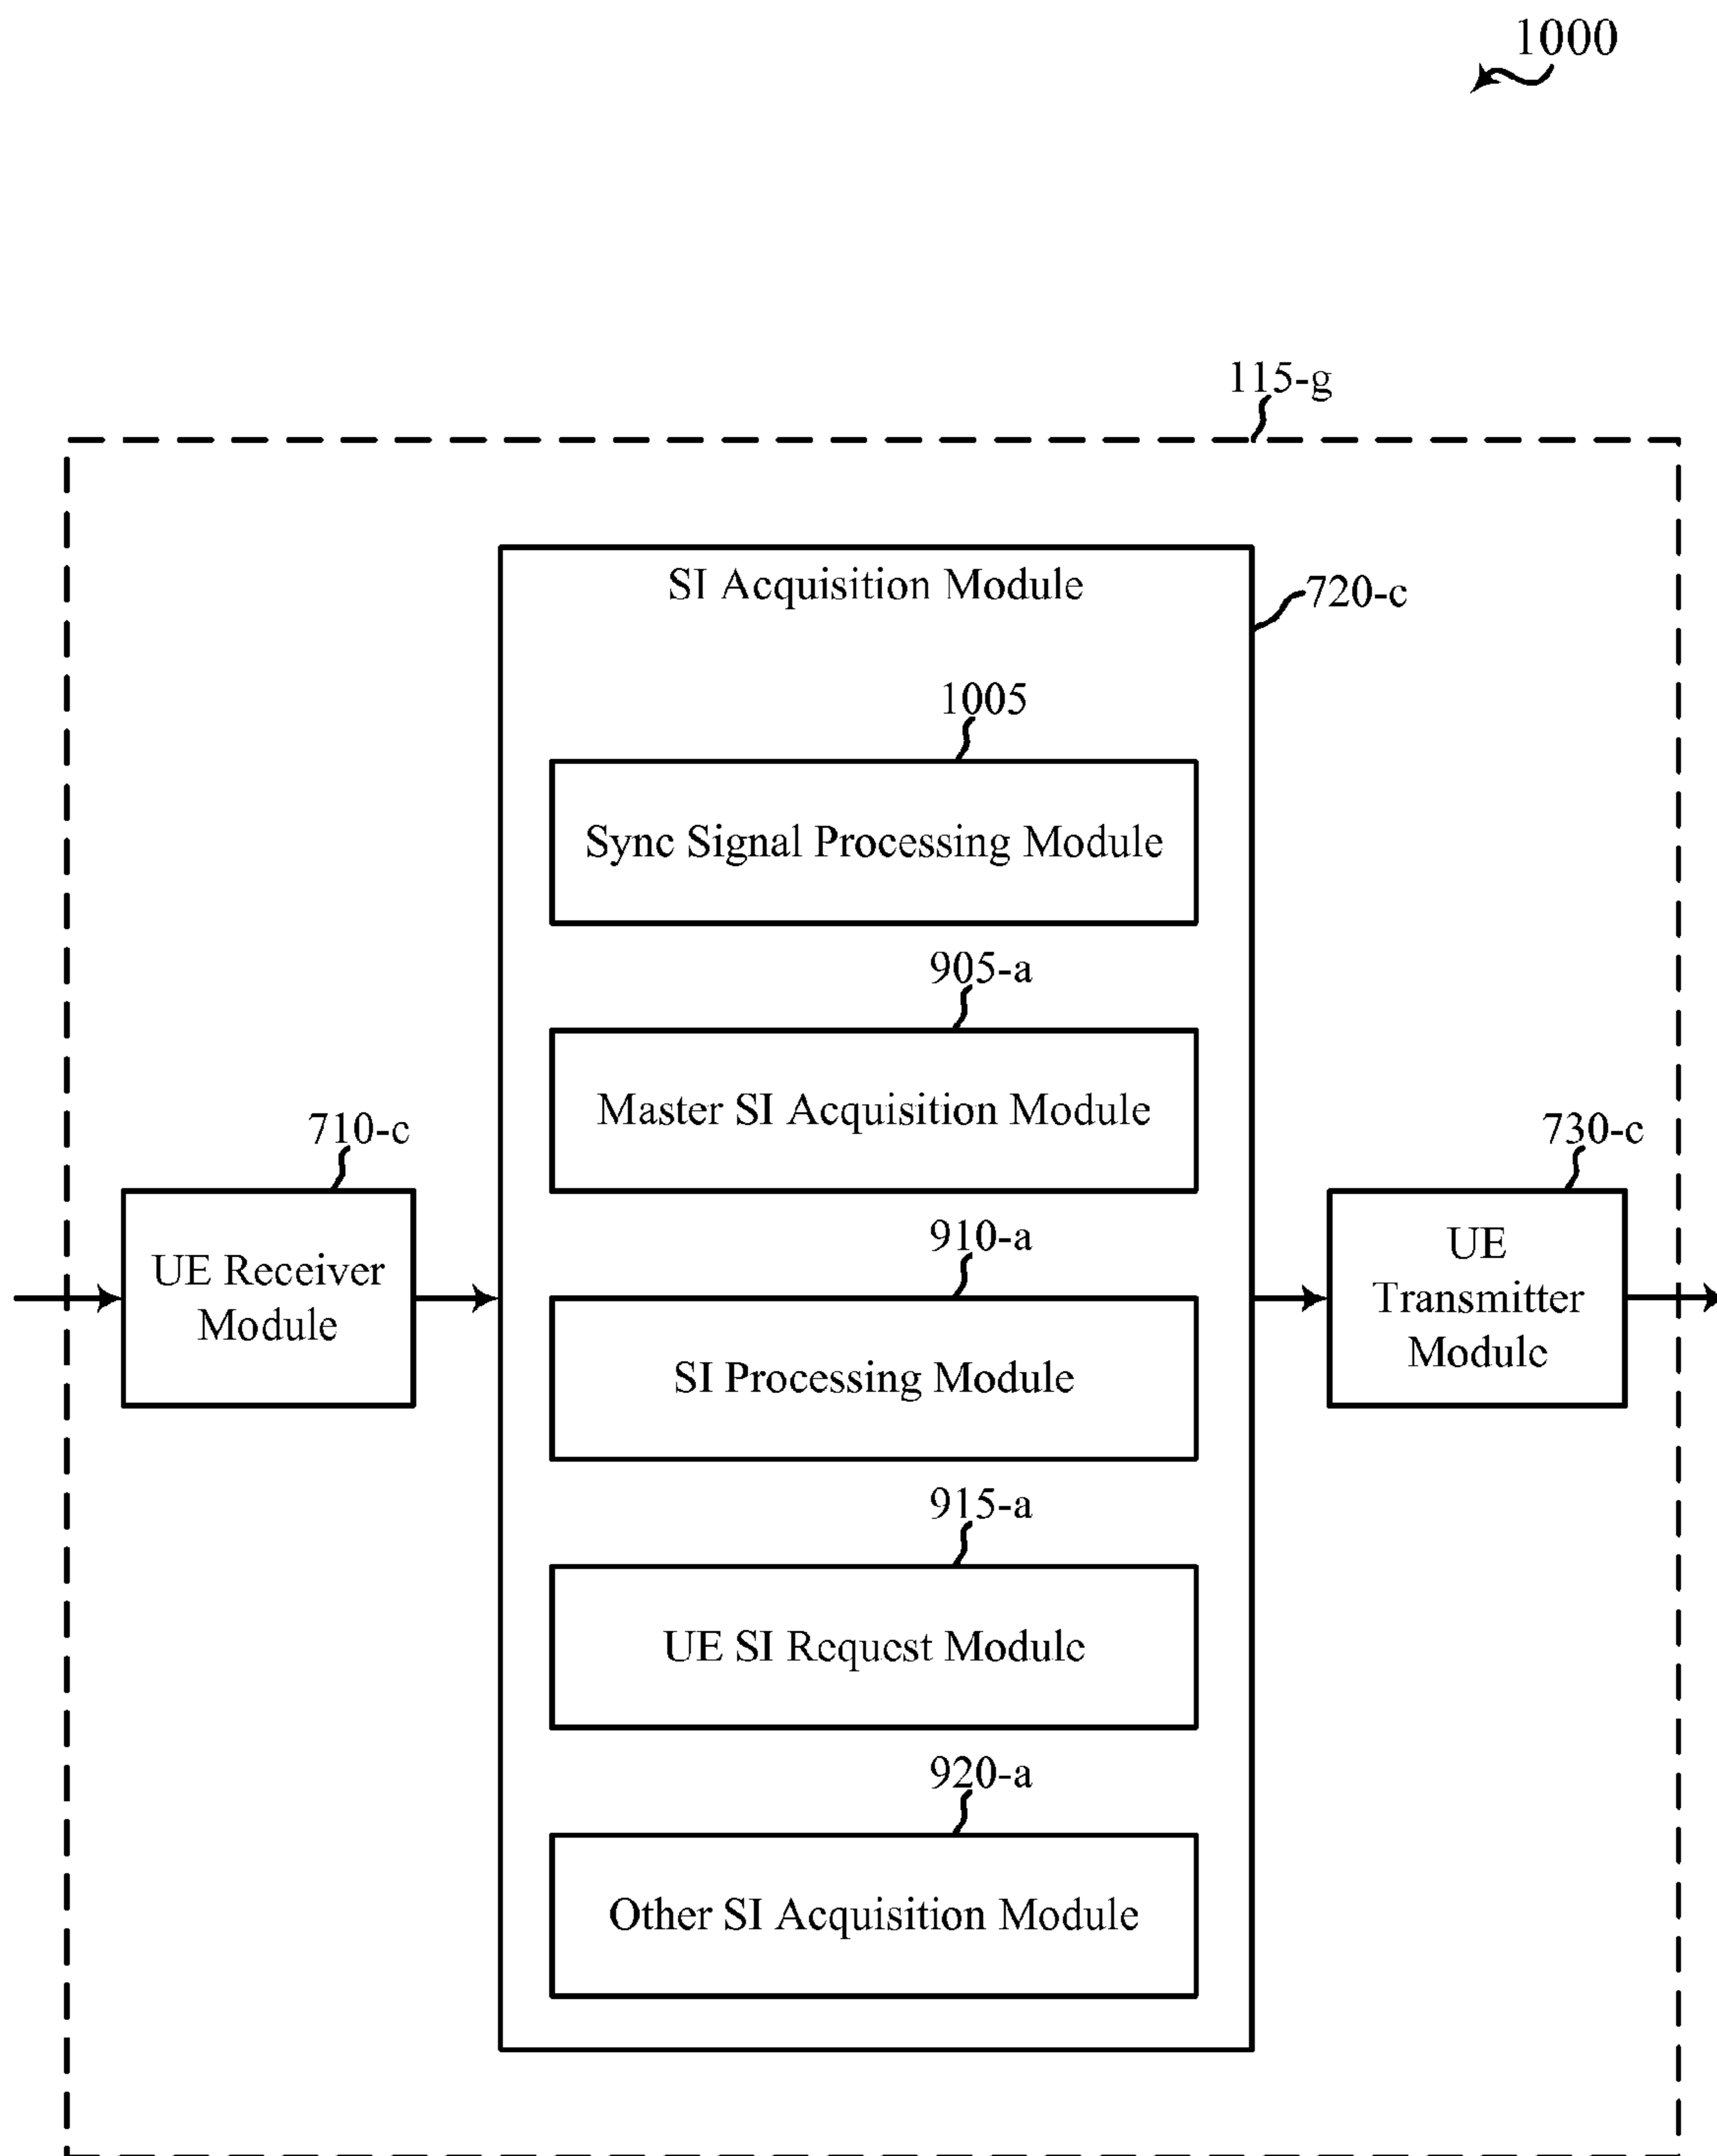 1000
115-g
SI Acquisition Module
720-c
1005
Sync Signal Processing Module
905-a
Master SI Acquisition Module
710-c
UE Receiver
Module
910-a
SI Processing Module
730-c
UE
Transmitter
Module
915-a
UE SI Request Module
920-a
Other SI Acquisition Module